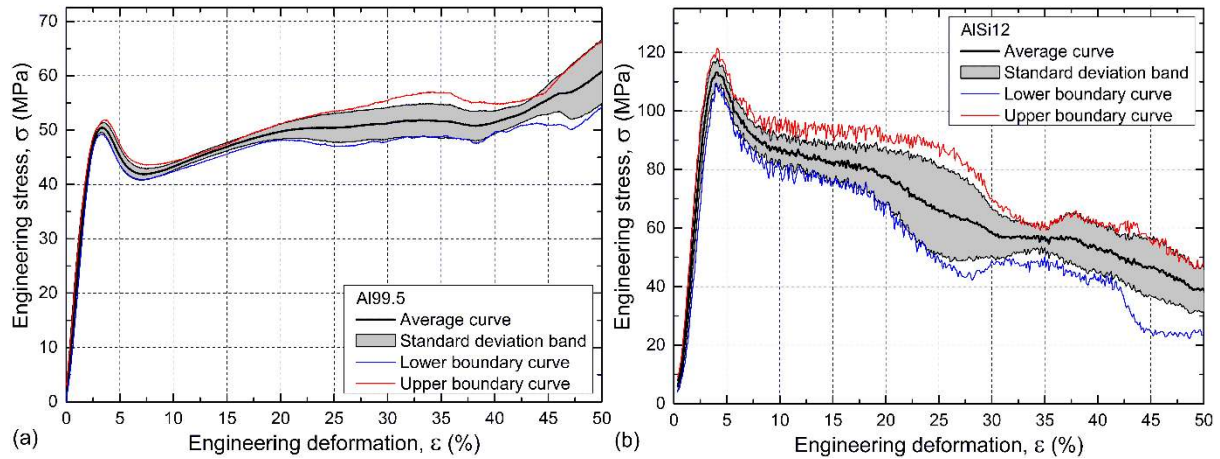 70
60
50
40
30
20
10
0
Engineering stress, σ (MPa)
Al99.5
Average curve
Standard deviation band
Lower boundary curve
Upper boundary curve
0 5 10 15 20 25 30 35 40 45 50
(a) Engineering deformation, ε (%)
120
100
80
60
40
20
0
Engineering stress, σ (MPa)
AlSi12
Average curve
Standard deviation band
Lower boundary curve
Upper boundary curve
0 5 10 15 20 25 30 35 40 45 50
(b) Engineering deformation, ε (%)